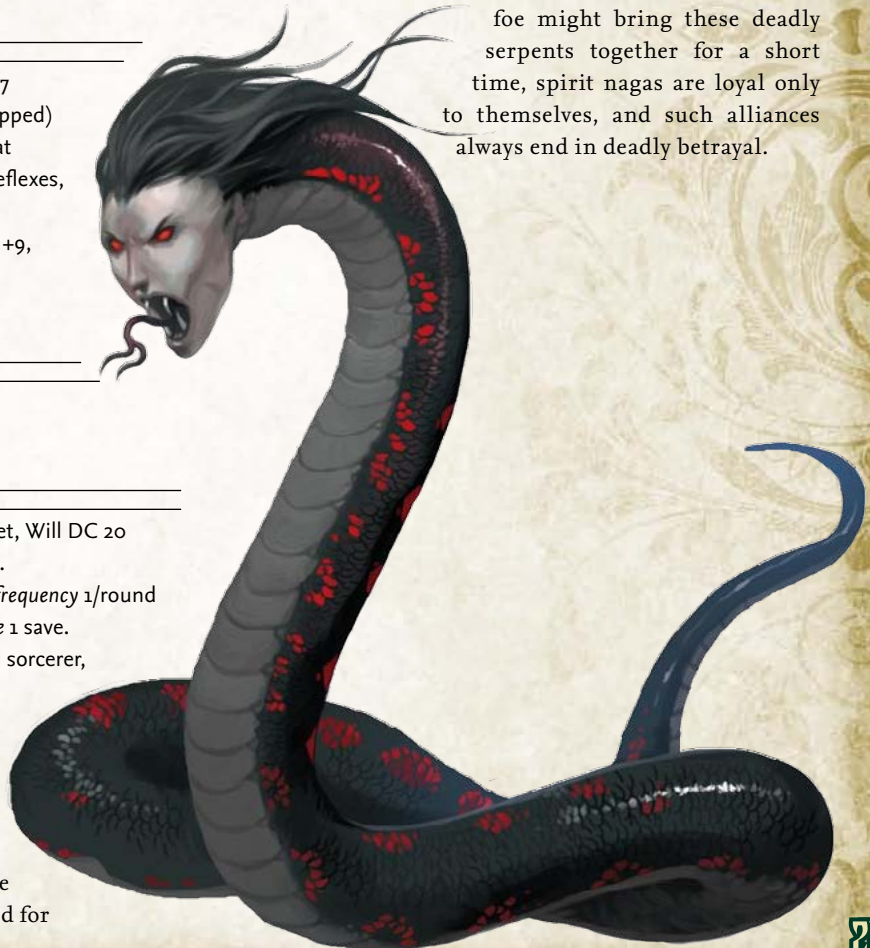 7
pped)
at
eflexes,
+9,
et, Will DC 20
.
frequency 1/round
e 1 save.
sorcerer,
e
d for
foe might bring these deadly
serpents together for a short
time, spirit nagas are loyal only
to themselves, and such alliances
always end in deadly betrayal.